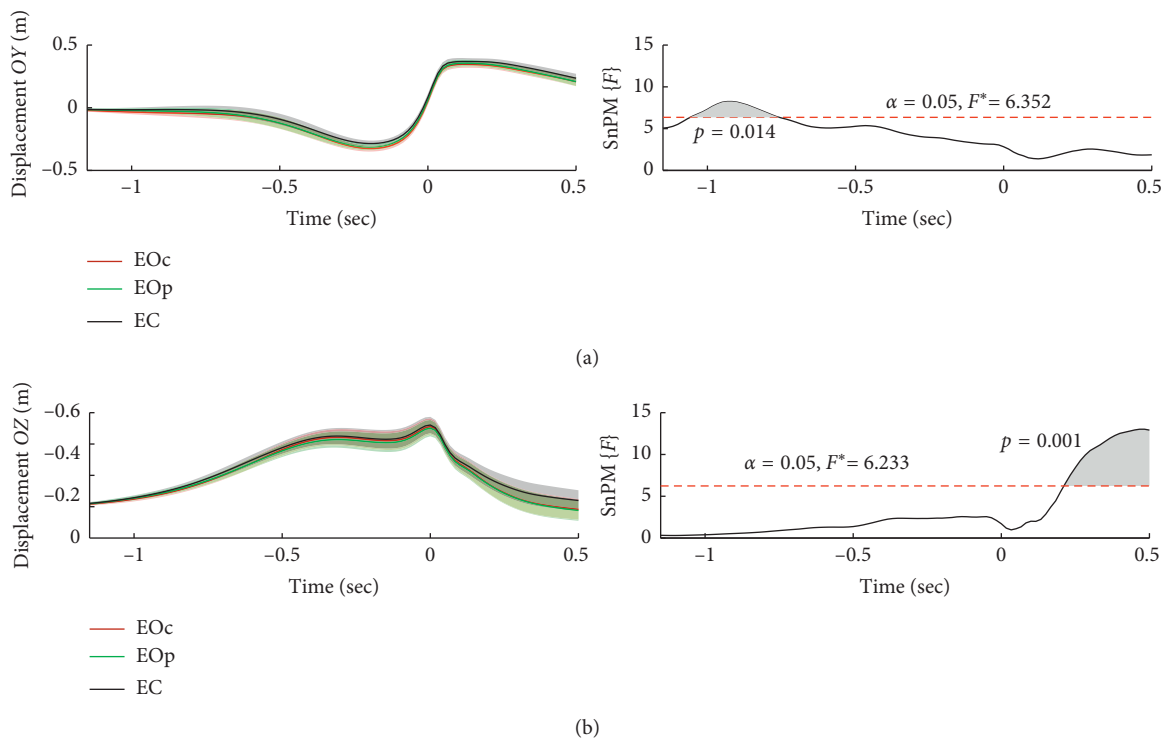 Displacement OY (m)
0.5
0
−0.5
−1
−0.5
0
0.5
Time (sec)
EOc
EOp
EC
SnPM {F}
15
10
5
0
α = 0.05, F* = 6.352
p = 0.014
−1
−0.5
0
0.5
Time (sec)
(a)
Displacement OZ (m)
−0.6
−0.4
−0.2
0
−1
−0.5
0
0.5
Time (sec)
EOc
EOp
EC
SnPM {F}
15
10
5
0
p = 0.001
α = 0.05, F* = 6.233
−1
−0.5
0
0.5
Time (sec)
(b)